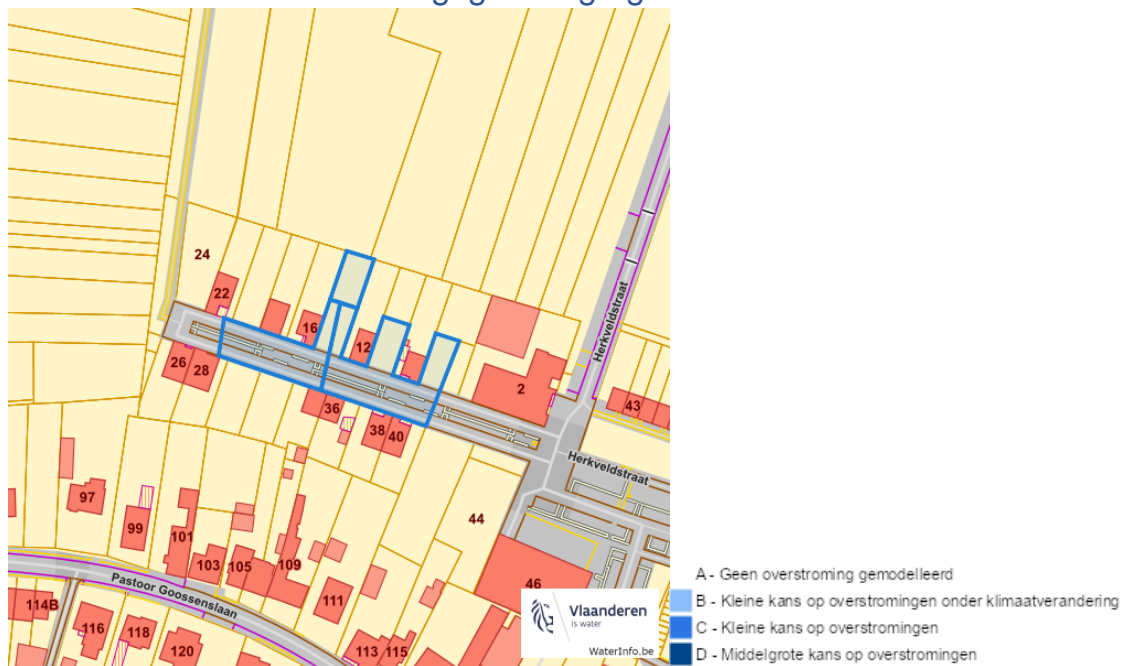 24
22
16
12
2
26
28
36
38
40
43
Herkveldstraat
Herkveldstraat
44
46
97
99
101
103
105
109
111
Pastoor Goossenslaan
114B
116
118
120
113
115
Vlaanderen
is water
WaterInfo.be
A - Geen overstroming gemodelleerd
B - Kleine kans op overstromingen onder klimaatverandering
C - Kleine kans op overstromingen
D - Middelgrote kans op overstromingen